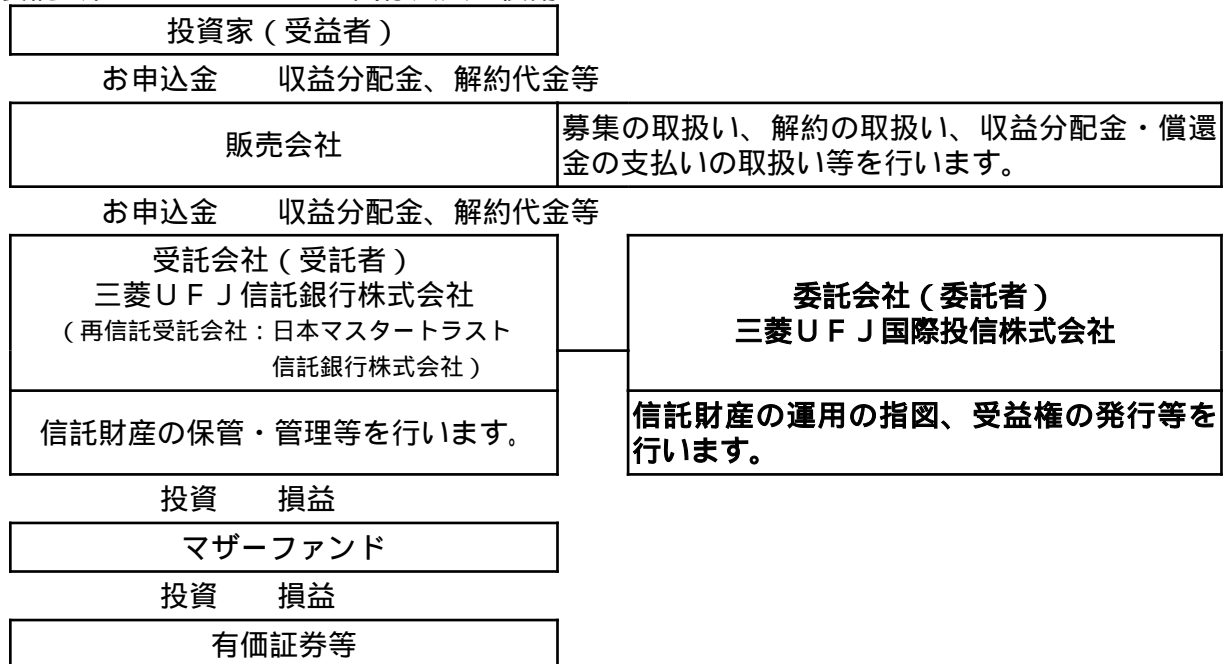 投資家（受益者）
お申込金　収益分配金、解約代金等
販売会社
募集の取扱い、解約の取扱い、収益分配金・償還
金の支払いの取扱い等を行います。
お申込金　収益分配金、解約代金等
受託会社（受託者）
三菱ＵＦＪ信託銀行株式会社
（再信託受託会社：日本マスタートラスト
信託銀行株式会社）
委託会社（委託者）
三菱ＵＦＪ国際投信株式会社
信託財産の保管・管理等を行います。
信託財産の運用の指図、受益権の発行等を
行います。
投資　損益
マザーファンド
投資　損益
有価証券等